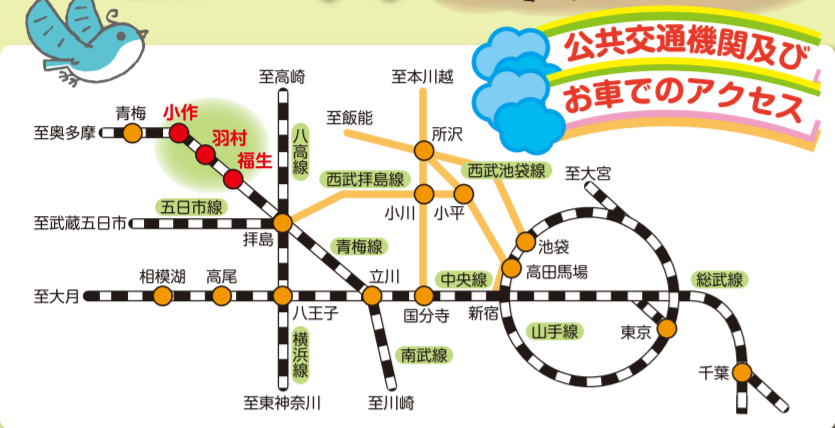 公共交通機関及び
お車でのアクセス
至高崎
至本川越
至飯能
青梅
小作
至奥多摩
羽村
八高線
所沢
福生
西武池袋線
至大宮
西武拝島線
五日市線
小川
小平
至武蔵五日市
拝島
青梅線
池袋
高田馬場
相模湖
高尾
立川
中央線
総武線
至大月
八王子
国分寺
新宿
山手線
東京
横浜線
南武線
千葉
至東神奈川
至川崎